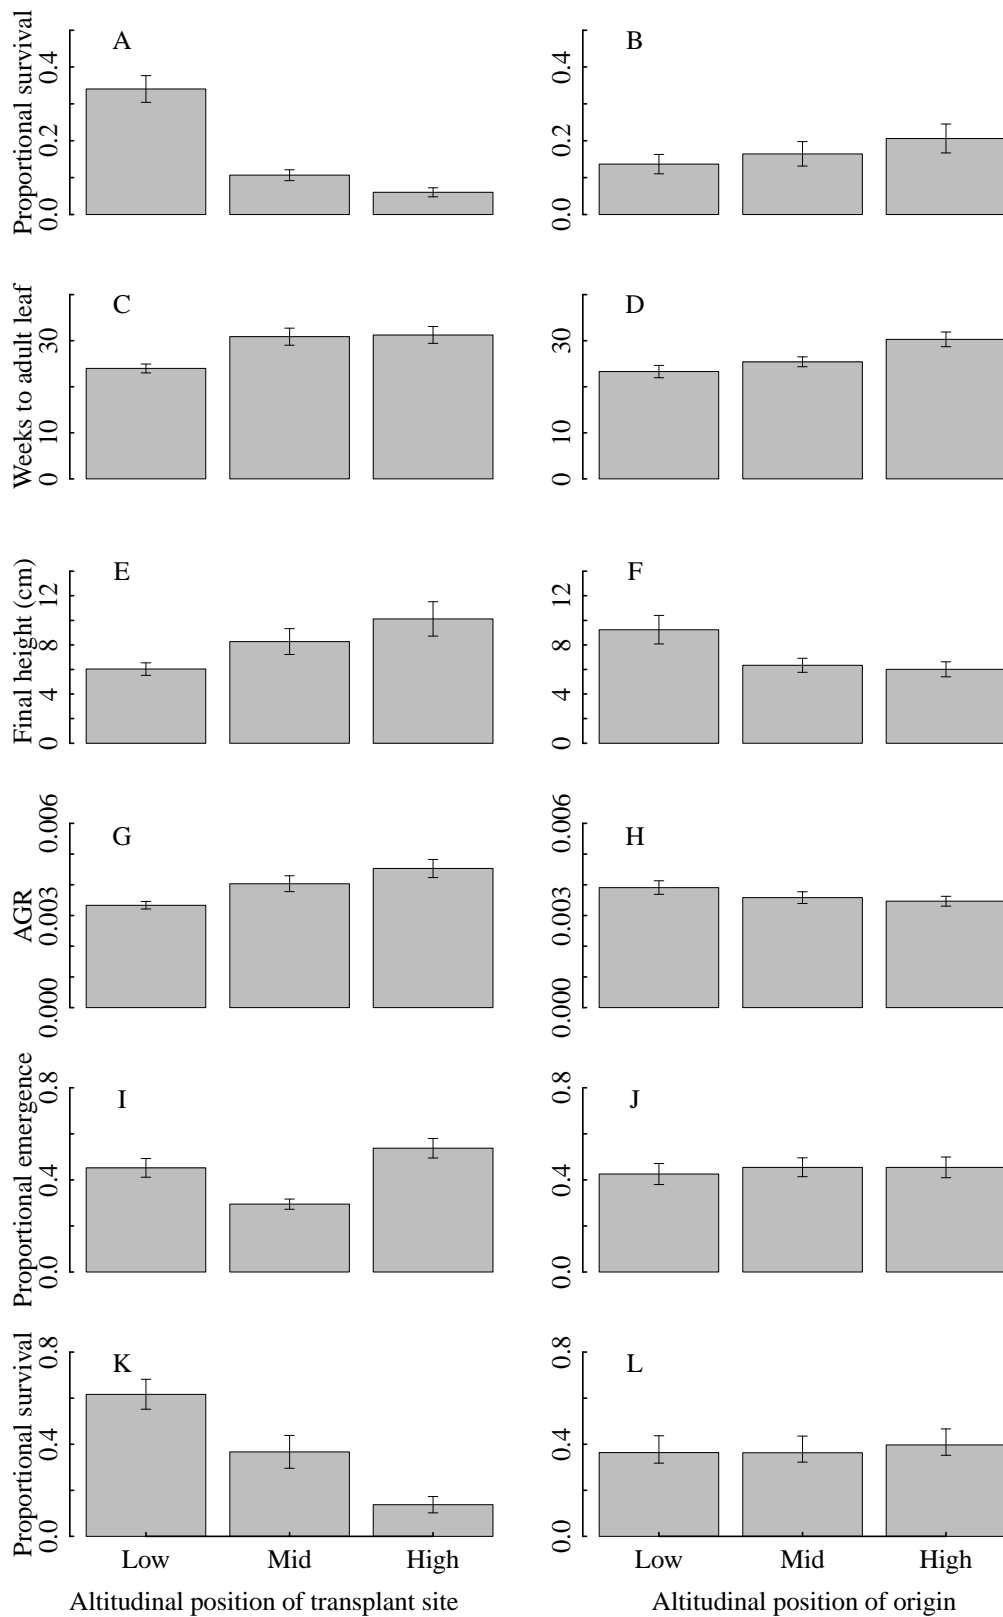 A
B
Proportional survival
0.0 0.2 0.4
0.0 0.2 0.4
C
D
Weeks to adult leaf
0 10 30
0 10 30
E
F
Final height (cm)
0 4 8 12
0 4 8 12
G
H
AGR
0.000 0.003 0.006
0.000 0.003 0.006
I
J
Proportional emergence
0.0 0.4 0.8
0.0 0.4 0.8
K
L
Proportional survival
0.0 0.4 0.8
0.0 0.4 0.8
Low Mid High
Low Mid High
Altitudinal position of transplant site
Altitudinal position of origin